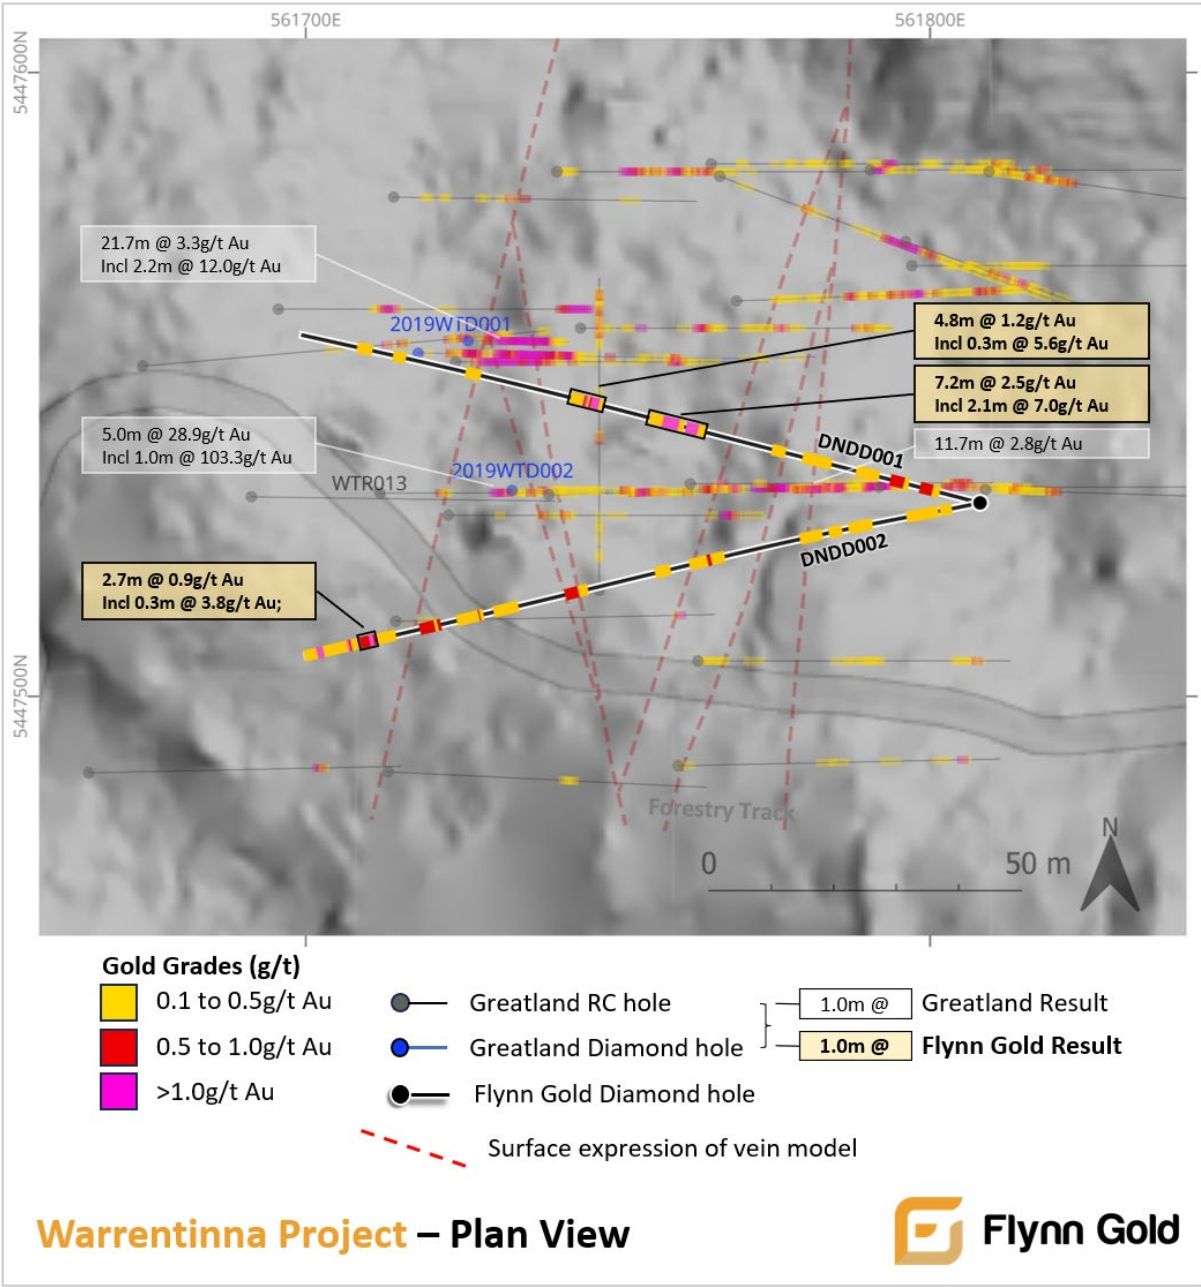 561700E
561800E
5447600N
21.7m @ 3.3g/t Au
Incl 2.2m @ 12.0g/t Au
2019WTD001
4.8m @ 1.2g/t Au
Incl 0.3m @ 5.6g/t Au
7.2m @ 2.5g/t Au
Incl 2.1m @ 7.0g/t Au
5.0m @ 28.9g/t Au
Incl 1.0m @ 103.3g/t Au
DNDD001
11.7m @ 2.8g/t Au
2019WTD002
WTR013
DNDD002
2.7m @ 0.9g/t Au
Incl 0.3m @ 3.8g/t Au;
5447500N
Forestry Track
0
50 m
N
Gold Grades (g/t)
0.1 to 0.5g/t Au
0.5 to 1.0g/t Au
>1.0g/t Au
Greatland RC hole
Greatland Diamond hole
Flynn Gold Diamond hole
1.0m @
Greatland Result
1.0m @
Flynn Gold Result
Surface expression of vein model
Warrentinna Project – Plan View
Flynn Gold